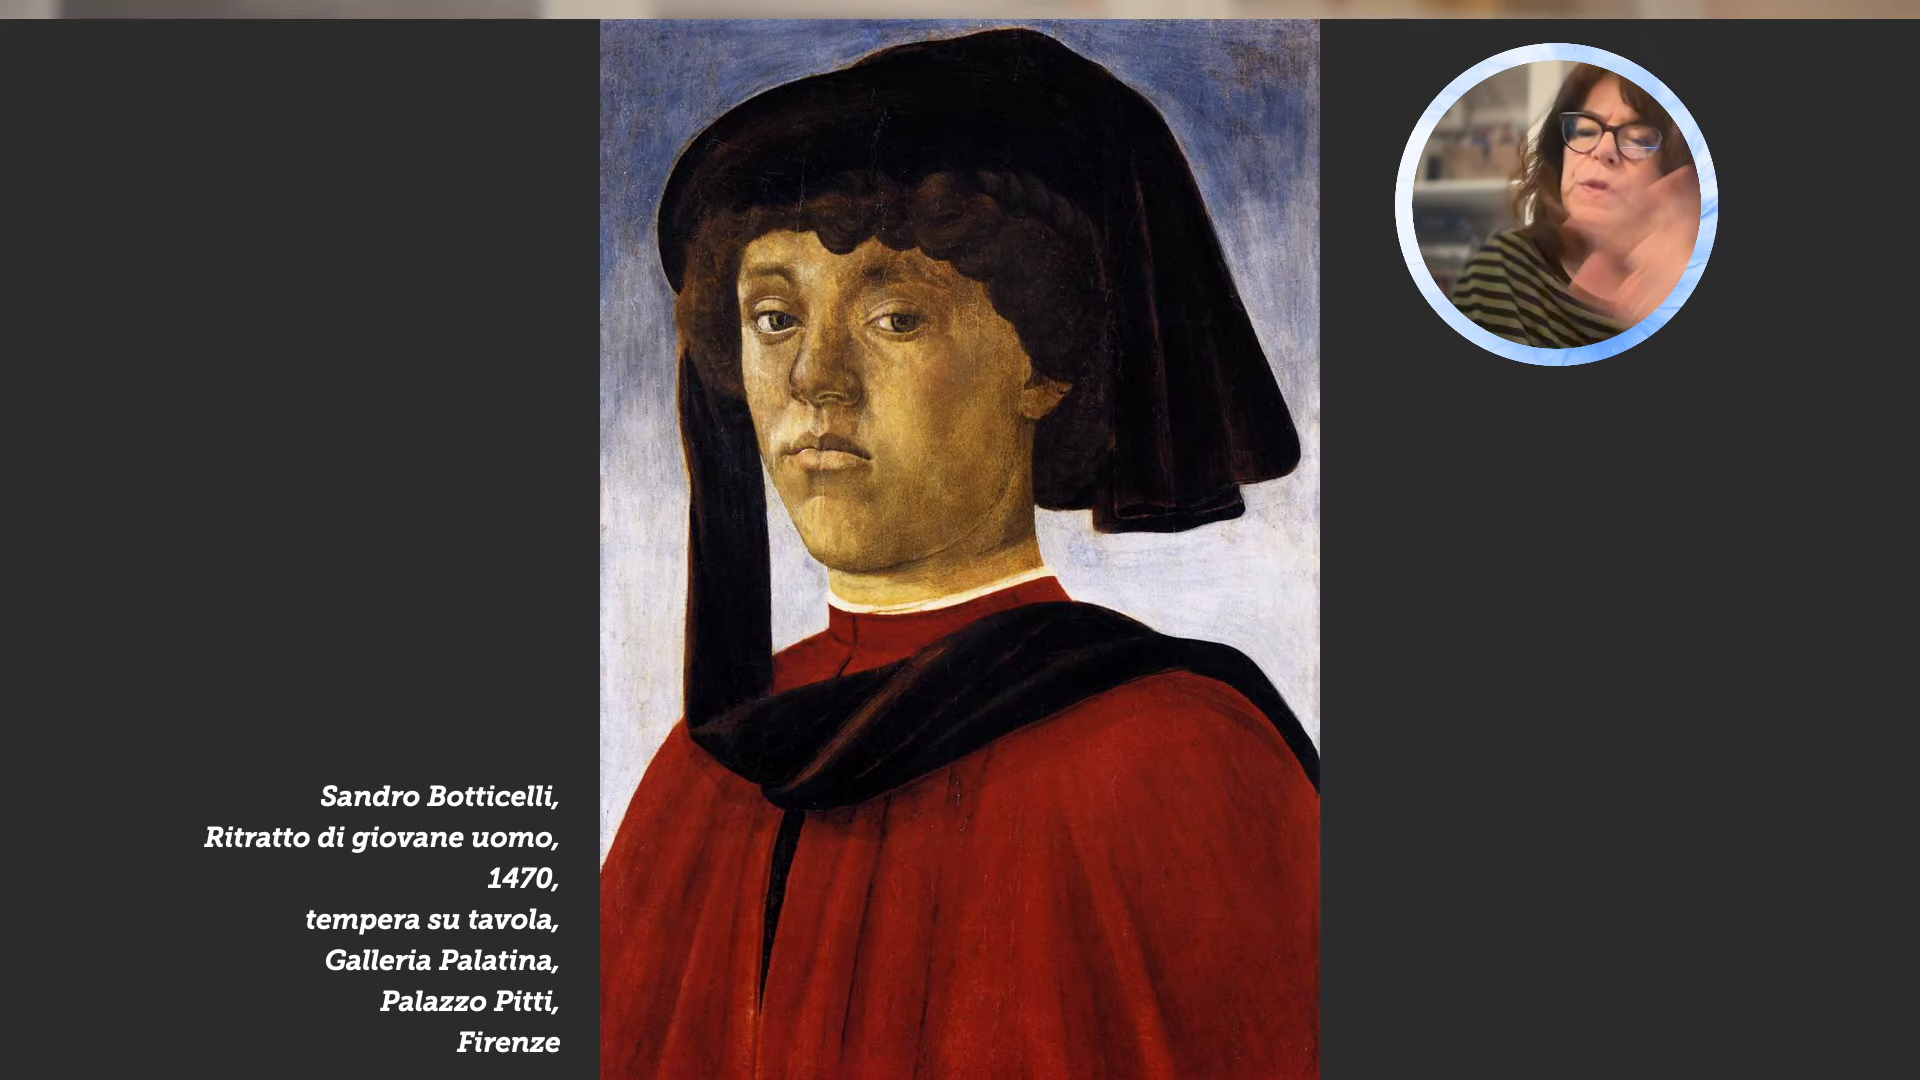 Sandro Botticelli,
Ritratto di giovane uomo,
1470,
tempera su tavola,
Galleria Palatina,
Palazzo Pitti,
Firenze